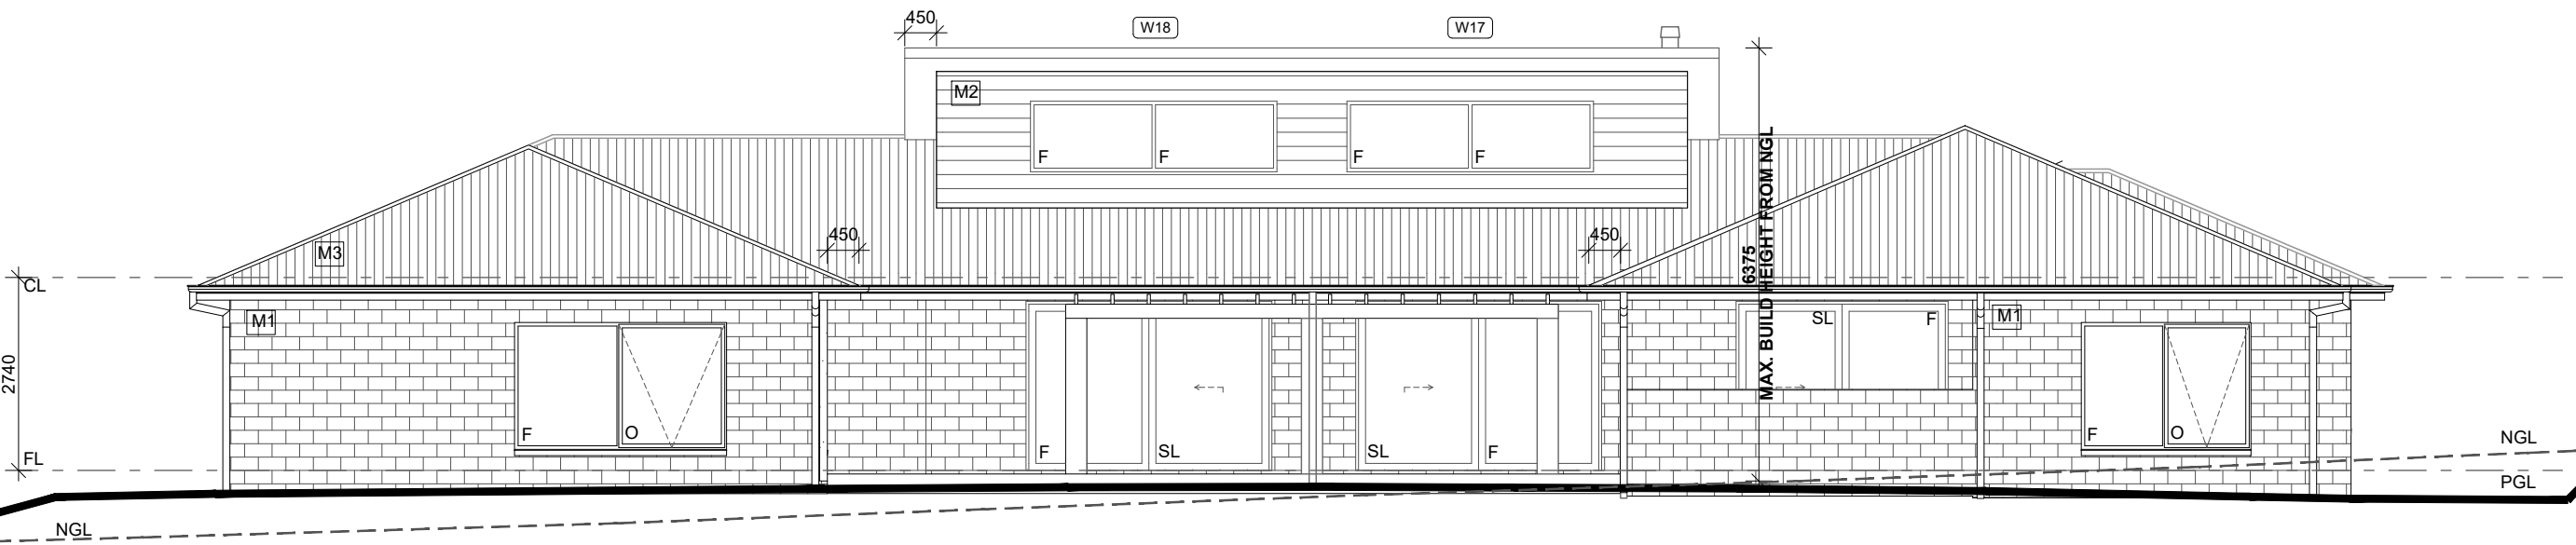 450
W18
W17
M2
F
F
F
F
MAX. BUILD HEIGHT FROM NGL
6375
450
450
M3
CL
M1
SL
F
M1
2740
F
O
F
SL
SL
F
F
O
FL
NGL
PGL
NGL